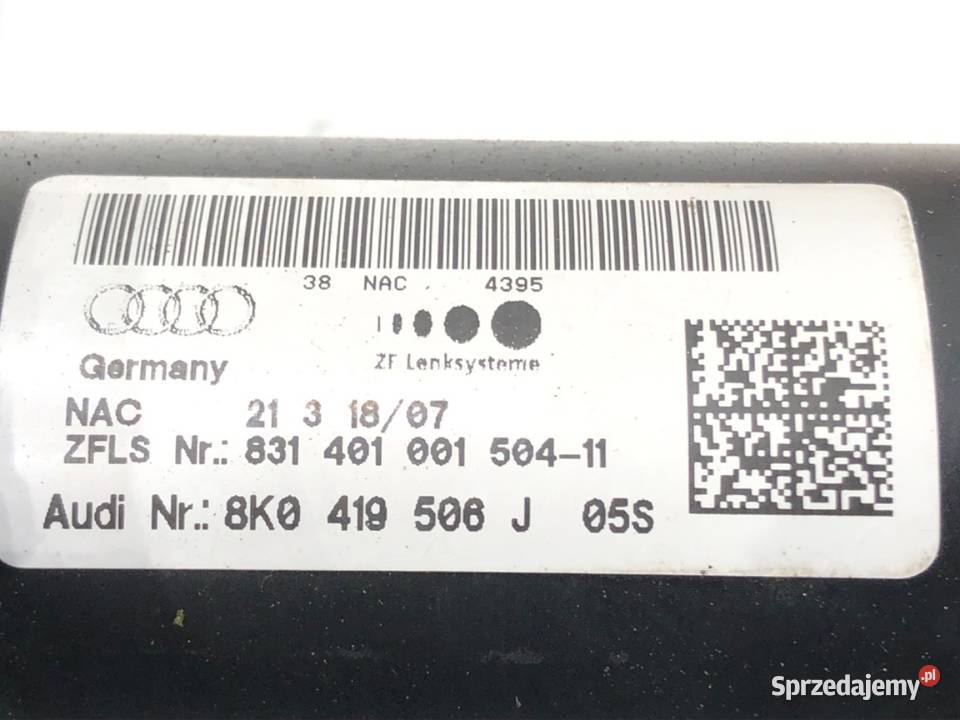 38 NAC 4395
Germany
ZF Lenksysteme
NAC 21 3 18/07
ZFLS Nr.: 831 401 001 504-11
Audi Nr.: 8K0 419 506 J 05S
Sprzedajemy.pl